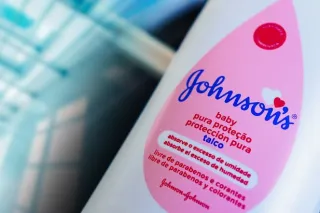 Johnson's®
baby
pura proteção
protección pura
talco
absorve o excesso de umidade
absorbe el exceso de humedad
livre de parabenos e corantes
libre de parabenos y colorantes
Johnson & Johnson